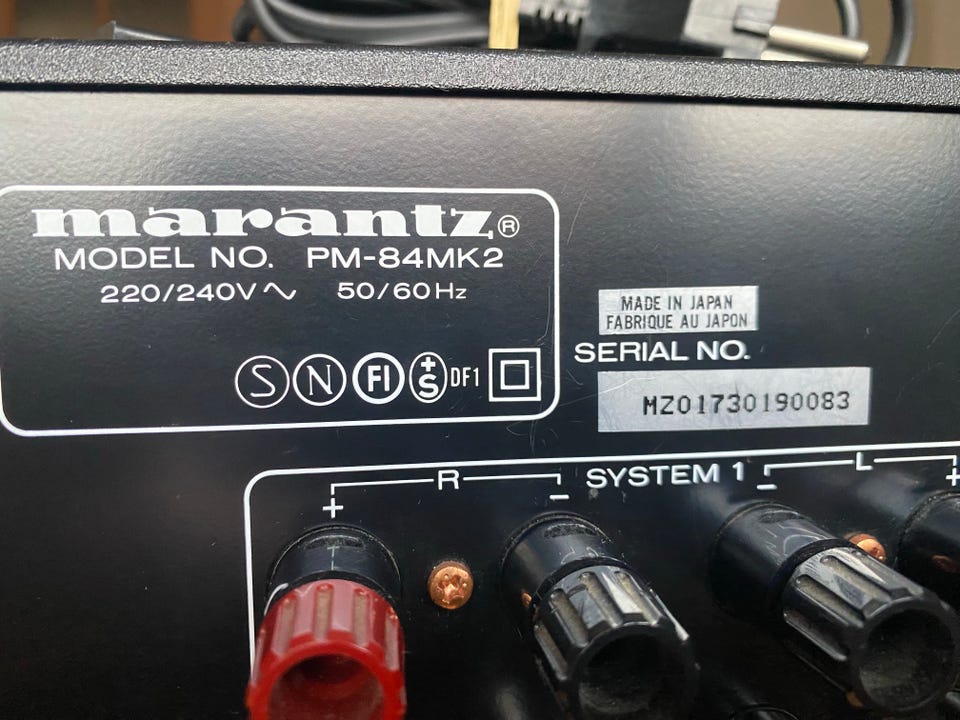 marantz®
MODEL NO. PM-84MK2
220/240V ~ 50/60Hz
S N FI +S DF1
MADE IN JAPAN
FABRIQUE AU JAPON
SERIAL NO.
MZ01730190083
+ R − SYSTEM 1 − L +